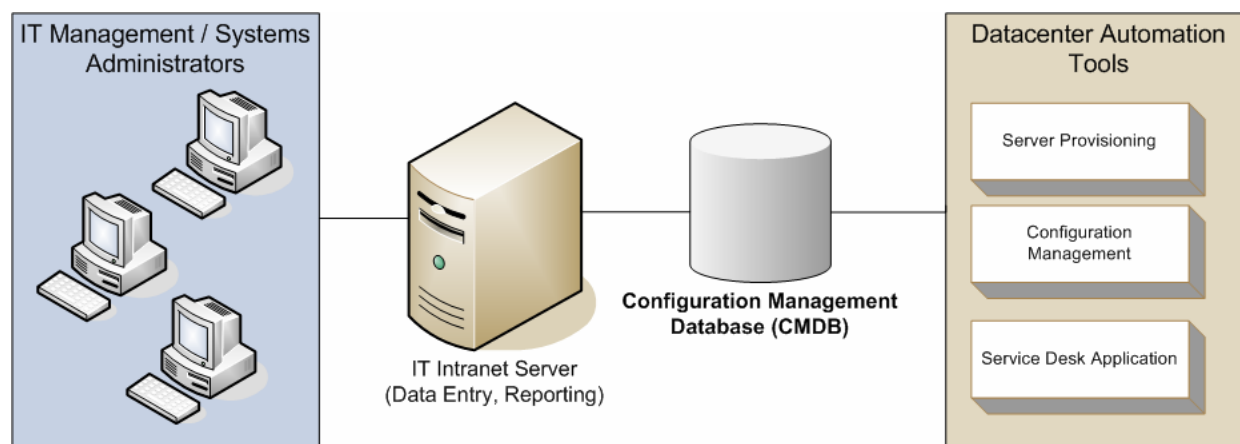 IT Management / Systems
Administrators
IT Intranet Server
(Data Entry, Reporting)
Configuration Management
Database (CMDB)
Datacenter Automation
Tools
Server Provisioning
Configuration
Management
Service Desk Application